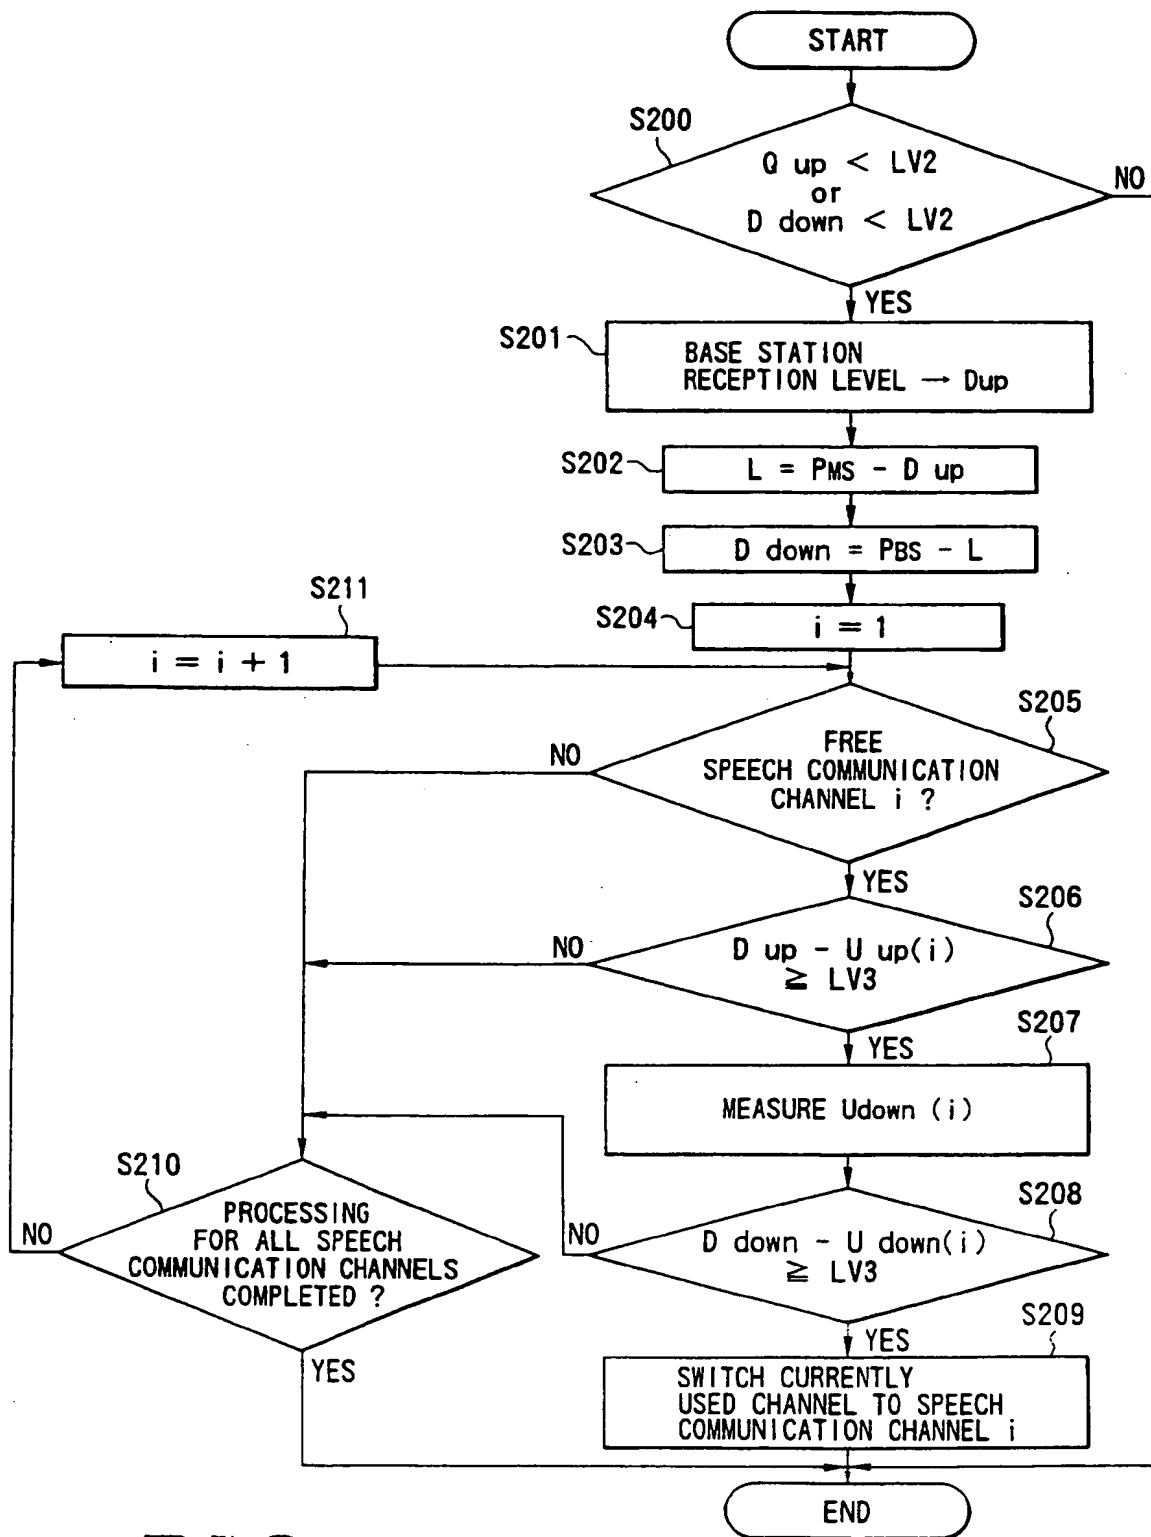 START
S200
Q up < LV2
or
D down < LV2
NO
YES
S201
BASE STATION
RECEPTION LEVEL → Dup
S202
L = PMS - D up
S203
D down = PBS - L
S211
S204
i = 1
i = i + 1
S205
NO
FREE
SPEECH COMMUNICATION
CHANNEL i ?
YES
S206
NO
D up - U up(i)
≧ LV3
S207
YES
MEASURE Udown (i)
S210
S208
PROCESSING
FOR ALL SPEECH
COMMUNICATION CHANNELS
COMPLETED ?
NO
NO
D down - U down(i)
≧ LV3
S209
YES
YES
SWITCH CURRENTLY
USED CHANNEL TO SPEECH
COMMUNICATION CHANNEL i
END